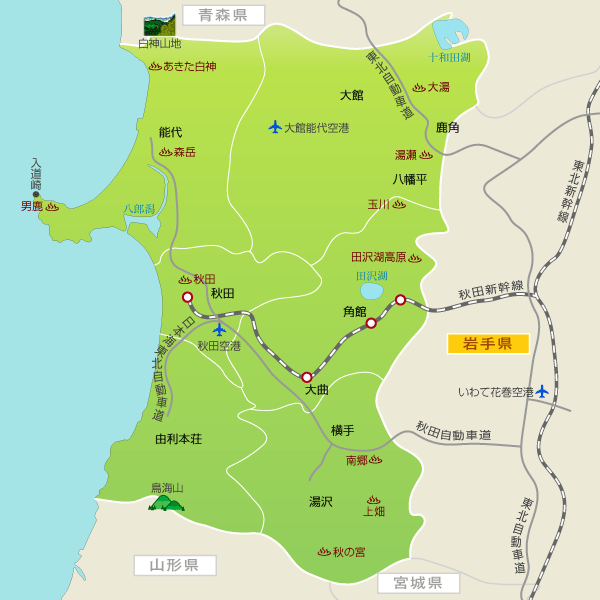 青森県
白神山地
十和田湖
あきた白神
東北自動車道
大湯
大館
大館能代空港
鹿角
能代
森岳
湯瀬
八幡平
入道崎
男鹿
八郎潟
玉川
東北新幹線
田沢湖高原
田沢湖
秋田
秋田
秋田新幹線
角館
日本海東北自動車道
秋田空港
岩手県
大曲
いわて花巻空港
横手
秋田自動車道
由利本荘
南郷
鳥海山
湯沢
上畑
東北自動車道
秋の宮
山形県
宮城県